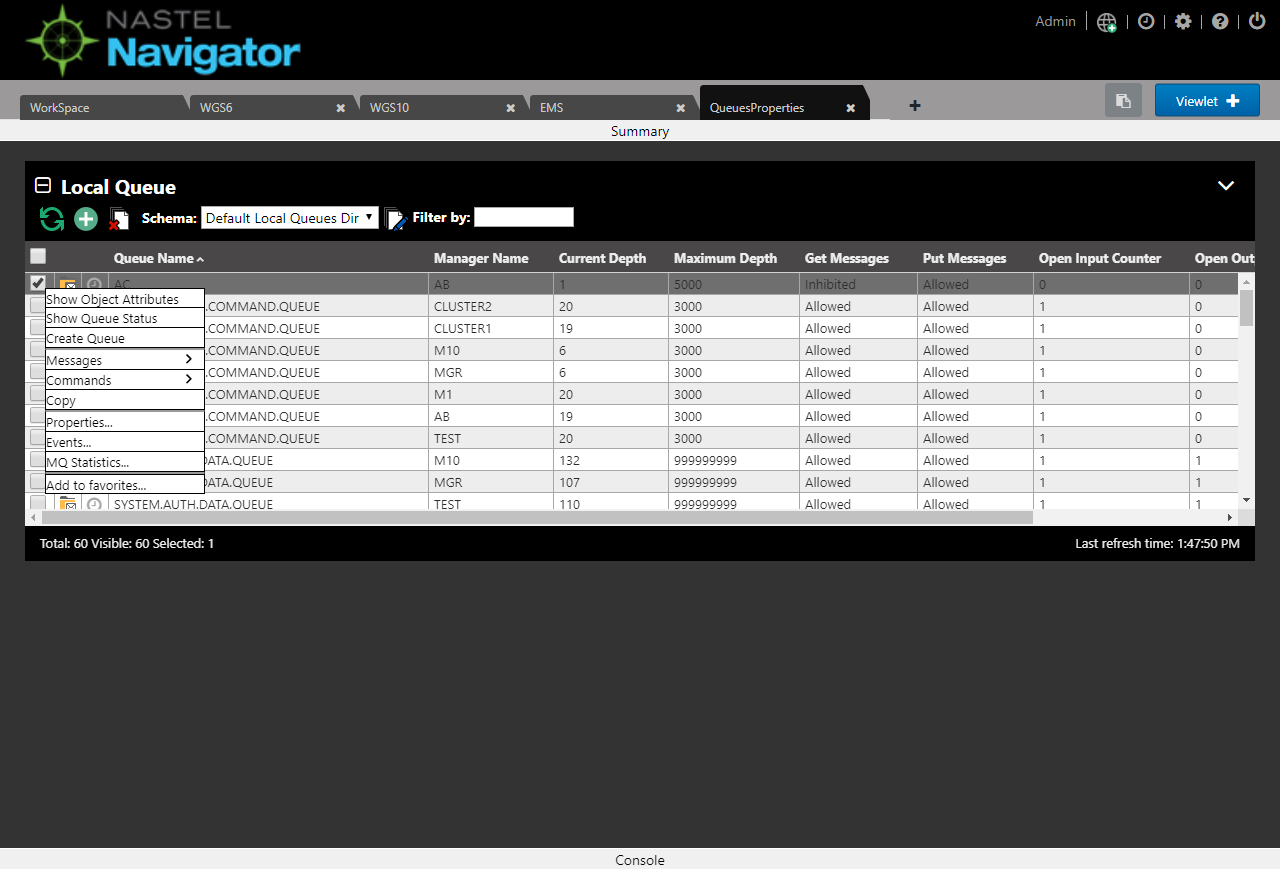 NASTEL
Navigator
Admin
WorkSpace
WGS6
WGS10
EMS
QueuesProperties
Viewlet
Summary
Local Queue
Schema: Default Local Queues Dir Filter by:
Queue Name Manager Name Current Depth Maximum Depth Get Messages Put Messages Open Input Counter Open Out
AC AB 1 5000 Inhibited Allowed 0 0
.COMMAND.QUEUE CLUSTER2 20 3000 Allowed Allowed 1 0
.COMMAND.QUEUE CLUSTER1 19 3000 Allowed Allowed 1 0
.COMMAND.QUEUE M10 6 3000 Allowed Allowed 1 0
.COMMAND.QUEUE MGR 6 3000 Allowed Allowed 1 0
.COMMAND.QUEUE M1 20 3000 Allowed Allowed 1 0
.COMMAND.QUEUE AB 19 3000 Allowed Allowed 1 0
.COMMAND.QUEUE TEST 20 3000 Allowed Allowed 1 0
DATA.QUEUE M10 132 999999999 Allowed Allowed 1 1
DATA.QUEUE MGR 107 999999999 Allowed Allowed 1 1
SYSTEM.AUTH.DATA.QUEUE TEST 110 999999999 Allowed Allowed 1 1
Show Object Attributes
Show Queue Status
Create Queue
Messages
Commands
Copy
Properties...
Events...
MQ Statistics...
Add to favorites...
Total: 60 Visible: 60 Selected: 1
Last refresh time: 1:47:50 PM
Console